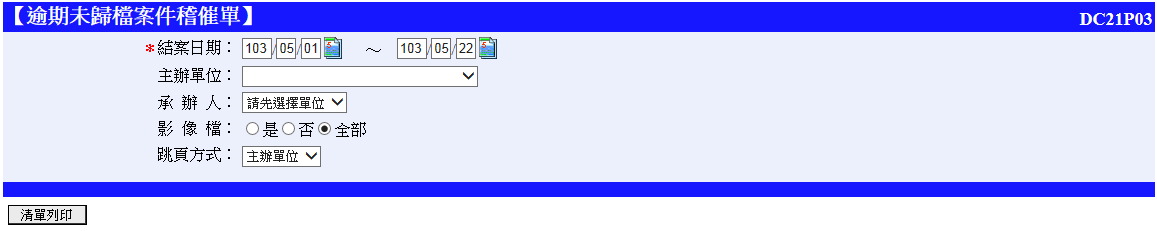 【逾期未歸檔案件稽催單】 DC21P03
*結案日期： 103/05/01 ～ 103/05/22
主辦單位：
承 辦 人： 請先選擇單位
影 像 檔： 是 否 全部
跳頁方式： 主辦單位
清單列印